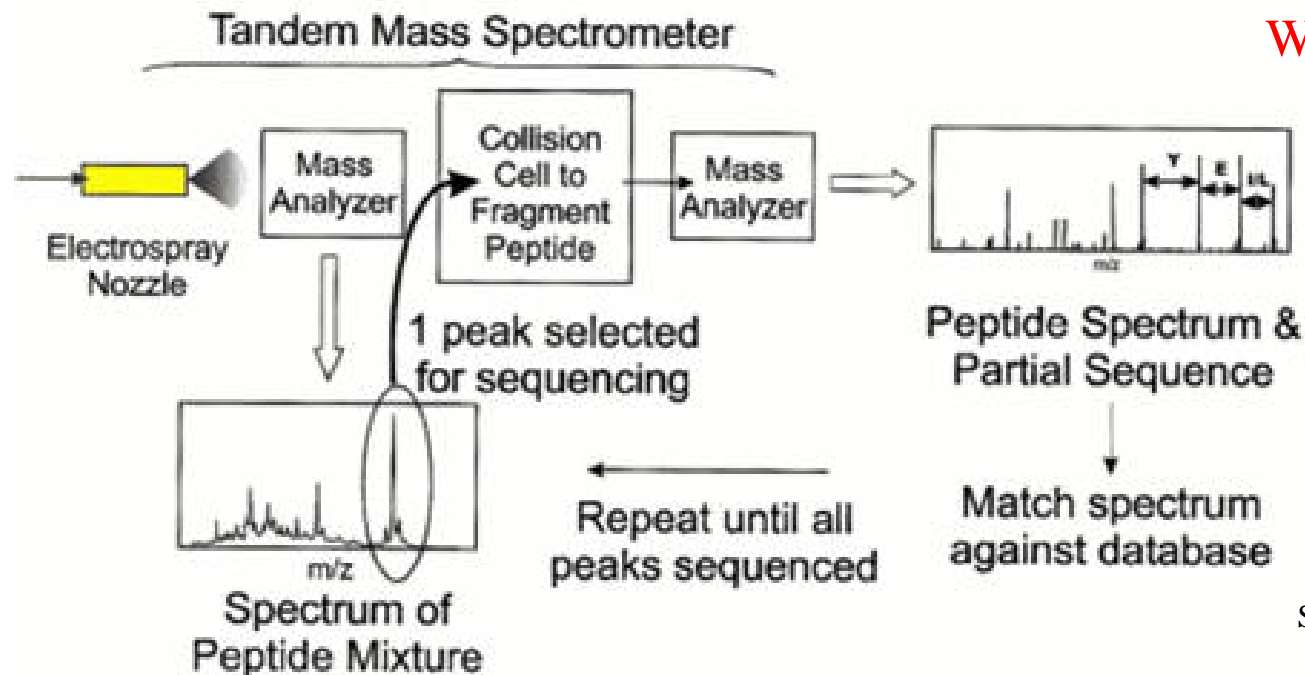 Tandem Mass Spectrometer
W
Electrospray
Nozzle
Mass
Analyzer
Collision
Cell to
Fragment
Peptide
Mass
Analyzer
Y
E
I/L
m/z
1 peak selected
for sequencing
m/z
Spectrum of
Peptide Mixture
Repeat until all
peaks sequenced
Peptide Spectrum &
Partial Sequence
Match spectrum
against database
s